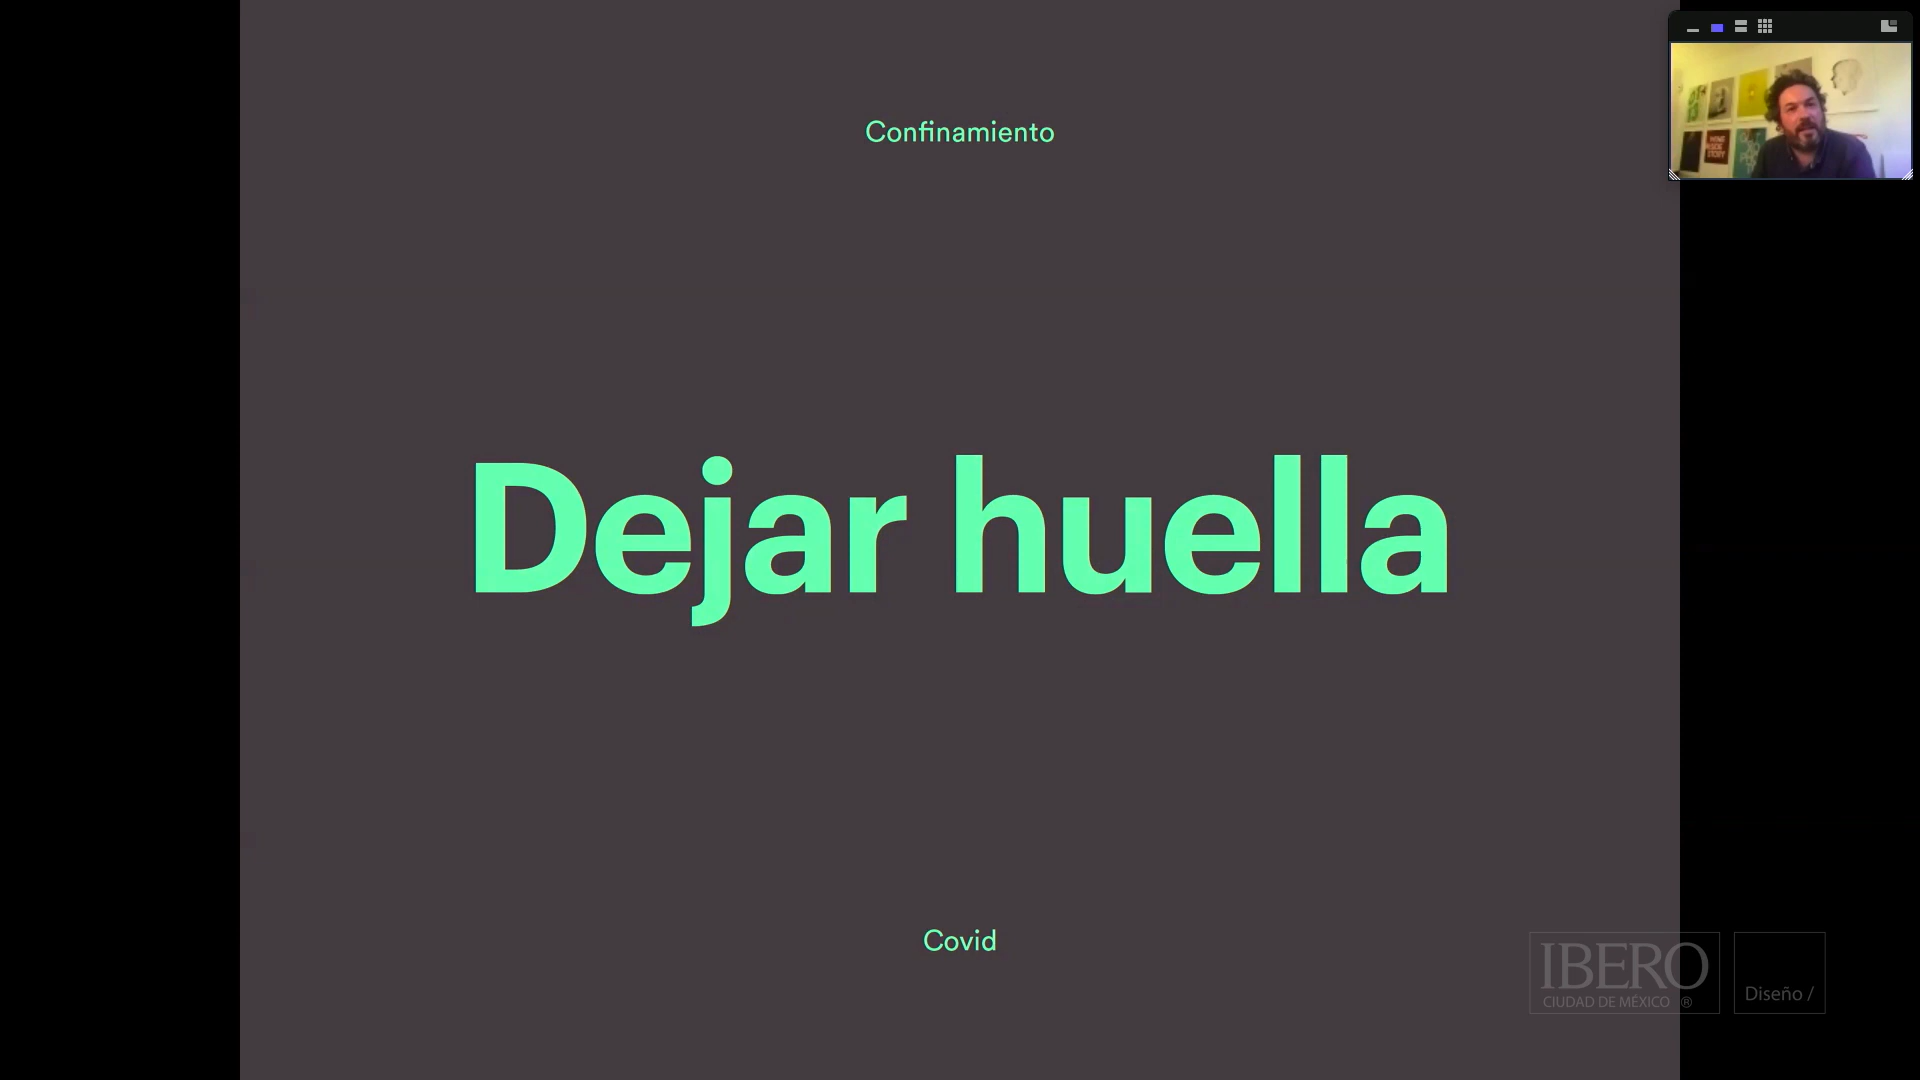 Confinamiento
Dejar huella
Covid
IBERO
CIUDAD DE MÉXICO ®
Diseño /